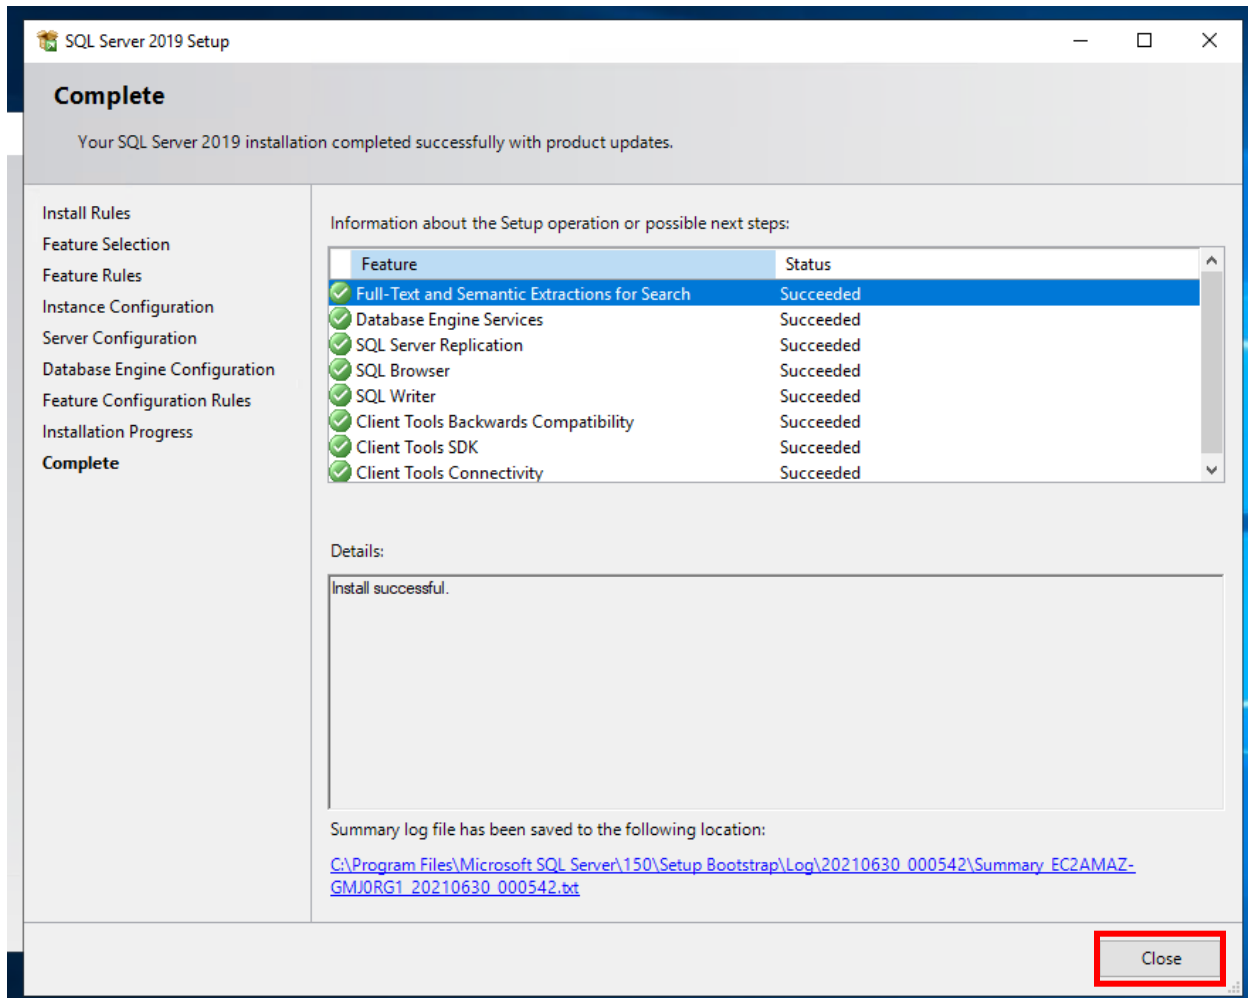 SQL Server 2019 Setup
Complete
Your SQL Server 2019 installation completed successfully with product updates.
Install Rules
Feature Selection
Feature Rules
Instance Configuration
Server Configuration
Database Engine Configuration
Feature Configuration Rules
Installation Progress
Complete
Information about the Setup operation or possible next steps:
Feature Status
Full-Text and Semantic Extractions for Search Succeeded
Database Engine Services Succeeded
SQL Server Replication Succeeded
SQL Browser Succeeded
SQL Writer Succeeded
Client Tools Backwards Compatibility Succeeded
Client Tools SDK Succeeded
Client Tools Connectivity Succeeded
Details:
Install successful.
Summary log file has been saved to the following location:
C:\Program Files\Microsoft SQL Server\150\Setup Bootstrap\Log\20210630_000542\Summary_EC2AMAZ-
GMJ0RG1_20210630_000542.txt
Close